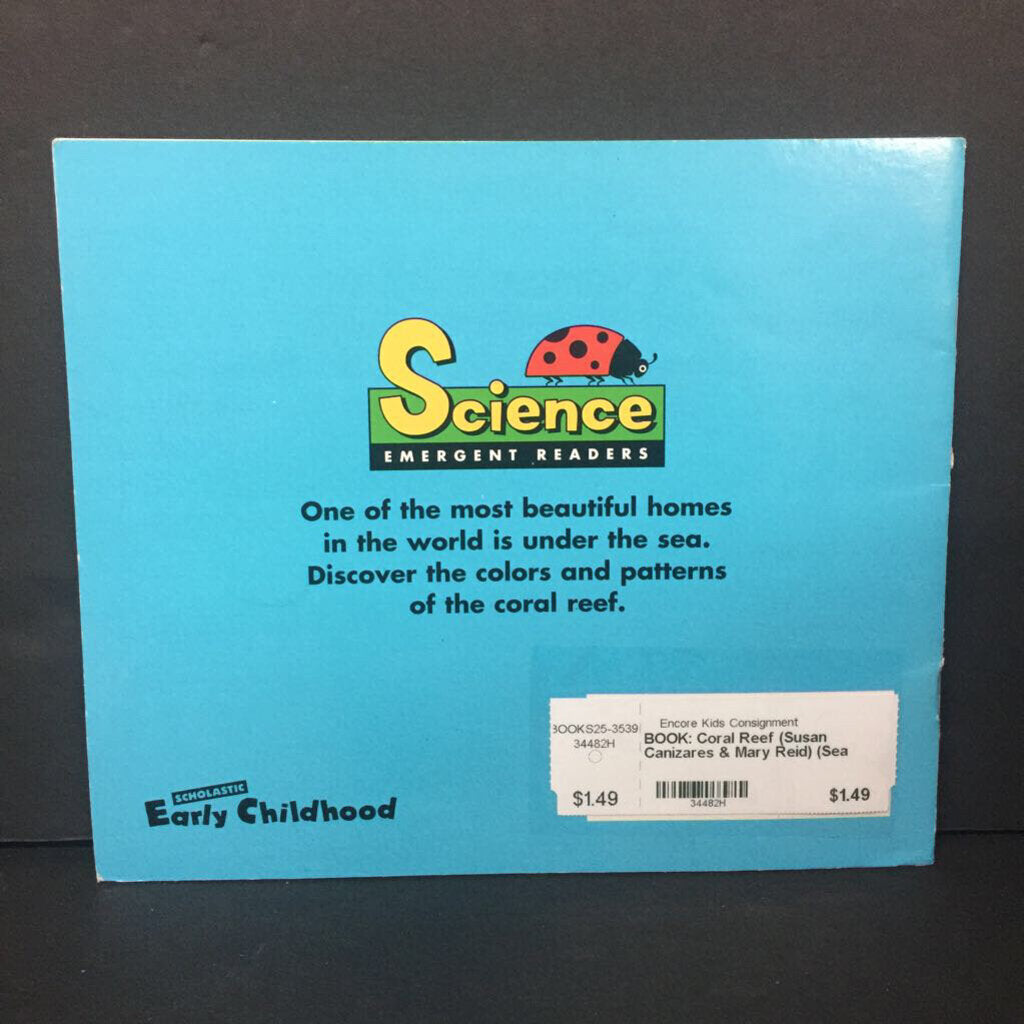 Science
EMERGENT READERS
One of the most beautiful homes
in the world is under the sea.
Discover the colors and patterns
of the coral reef.
BOOKS25-3539
34482H
$1.49
Encore Kids Consignment
BOOK: Coral Reef (Susan
Canizares & Mary Reid) (Sea
34482H
$1.49
SCHOLASTIC
Early Childhood